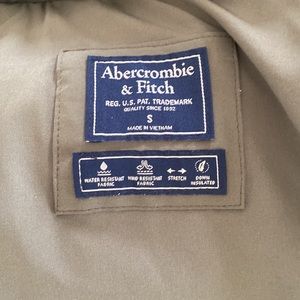 Abercrombie
& Fitch
REG. U.S. PAT. TRADEMARK
QUALITY SINCE 1892
S
MADE IN VIETNAM
WATER RESISTANT WIND RESISTANT STRETCH DOWN
FABRIC FABRIC INSULATED